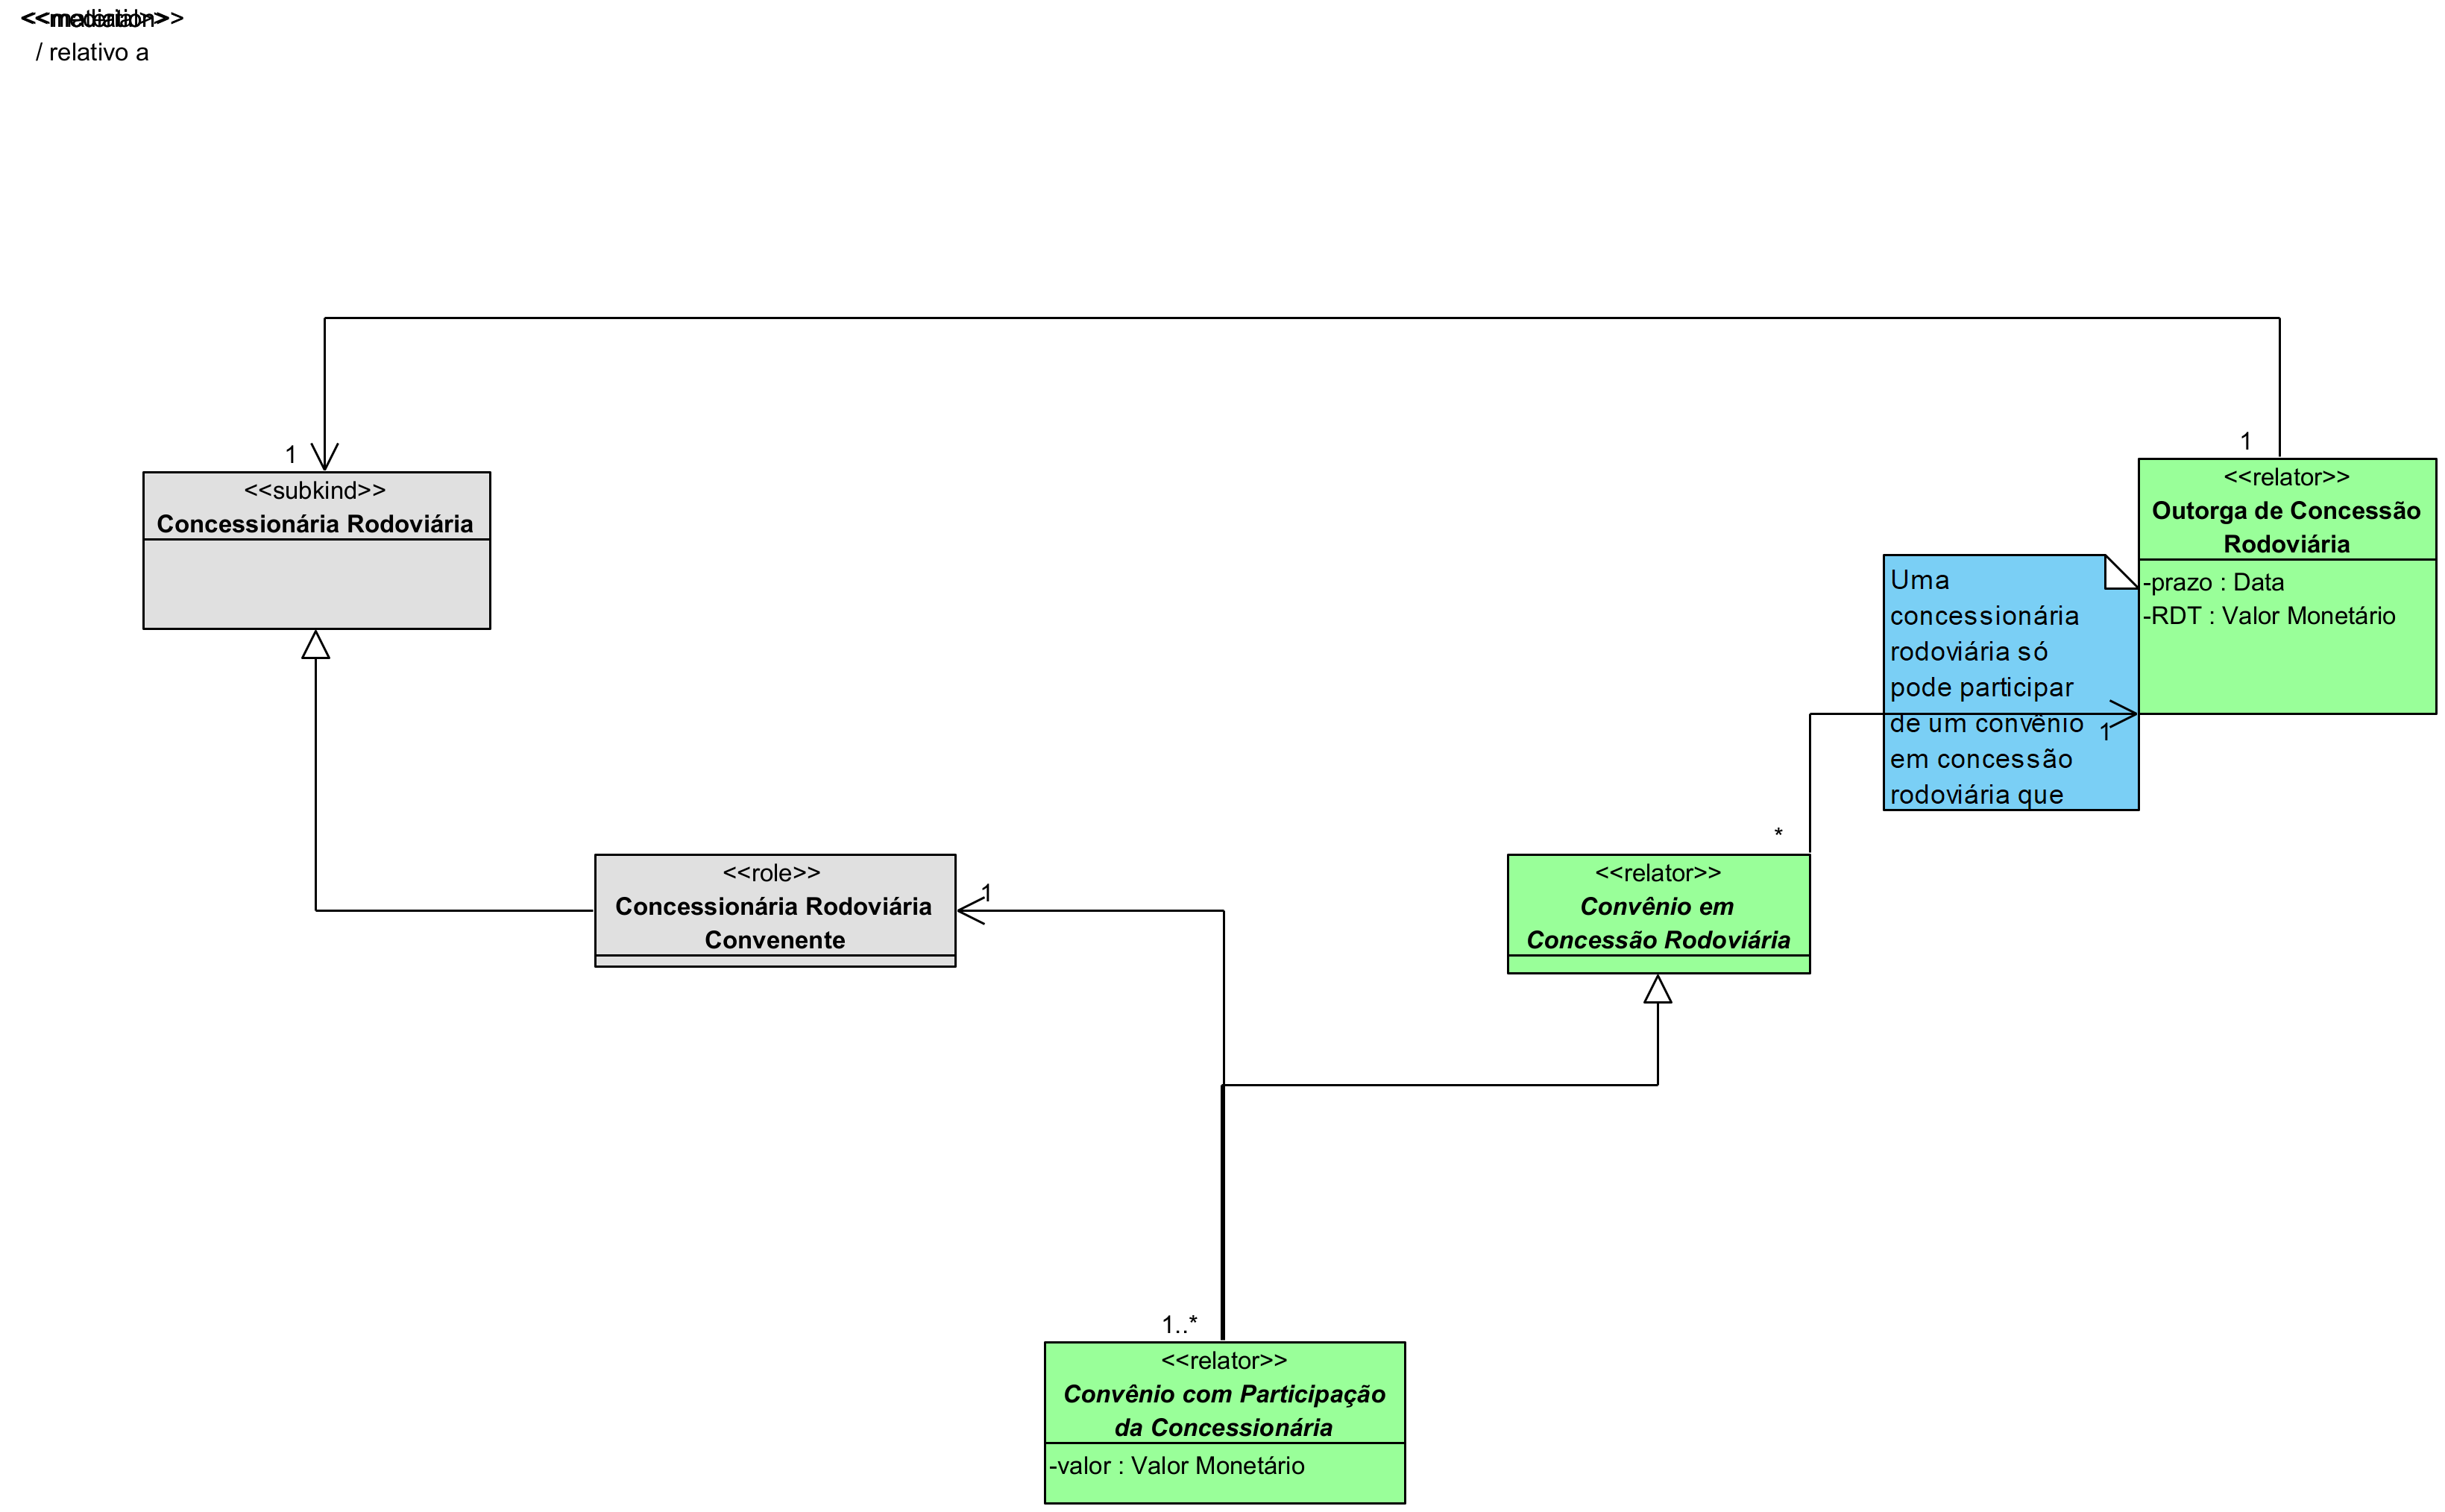 / relativo a
1
1
<<subkind>>
Concessionária Rodoviária
<<relator>>
Outorga de Concessão
Rodoviária
-prazo : Data
-RDT : Valor Monetário
Uma
concessionária
rodoviária só
pode participar
de um convênio
em concessão
rodoviária que
1
*
<<role>>
Concessionária Rodoviária
Convenente
1
<<relator>>
Convênio em
Concessão Rodoviária
1..*
<<relator>>
Convênio com Participação
da Concessionária
-valor : Valor Monetário